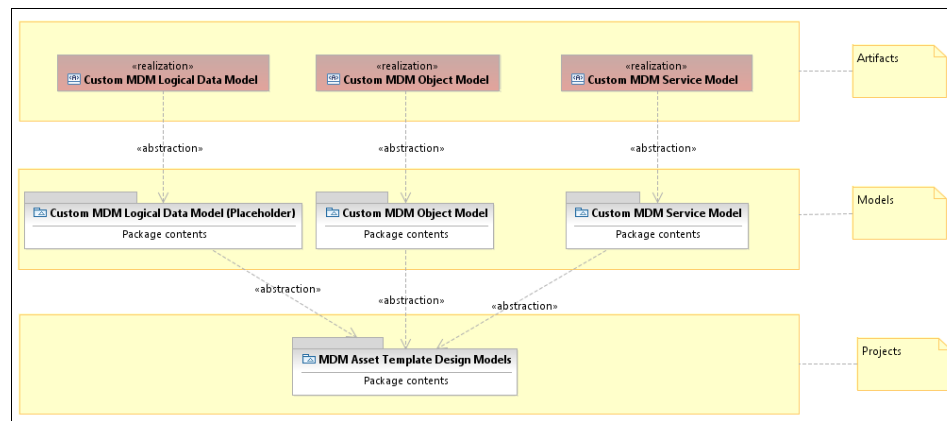 «realization»
Custom MDM Logical Data Model
«realization»
Custom MDM Object Model
«realization»
Custom MDM Service Model
Artifacts
«abstraction»
«abstraction»
«abstraction»
Custom MDM Logical Data Model (Placeholder)
Package contents
Custom MDM Object Model
Package contents
Custom MDM Service Model
Package contents
Models
«abstraction»
«abstraction»
«abstraction»
MDM Asset Template Design Models
Package contents
Projects